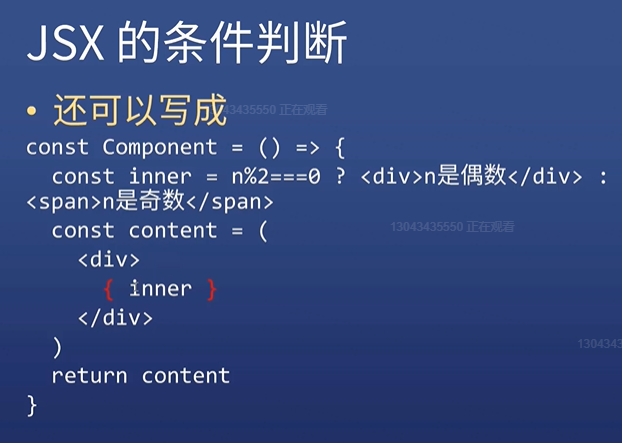 JSX 的条件判断
• 还可以写成
13043435550 正在观看
const Component = () => {
  const inner = n%2===0 ? <div>n是偶数</div> :
<span>n是奇数</span>
  const content = (
13043435550 正在观看
    <div>
      { inner }
    </div>
  )
  return content
}